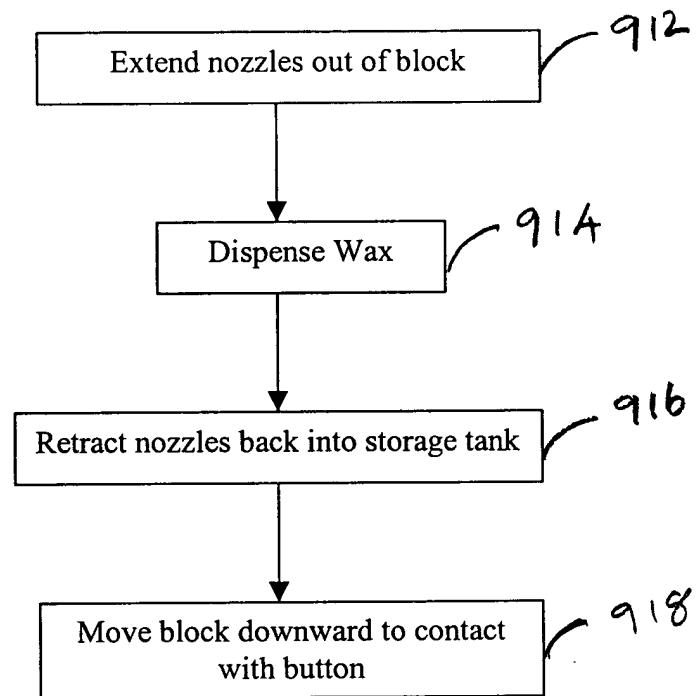 Extend nozzles out of block
912
Dispense Wax
914
Retract nozzles back into storage tank
916
Move block downward to contact
with button
918